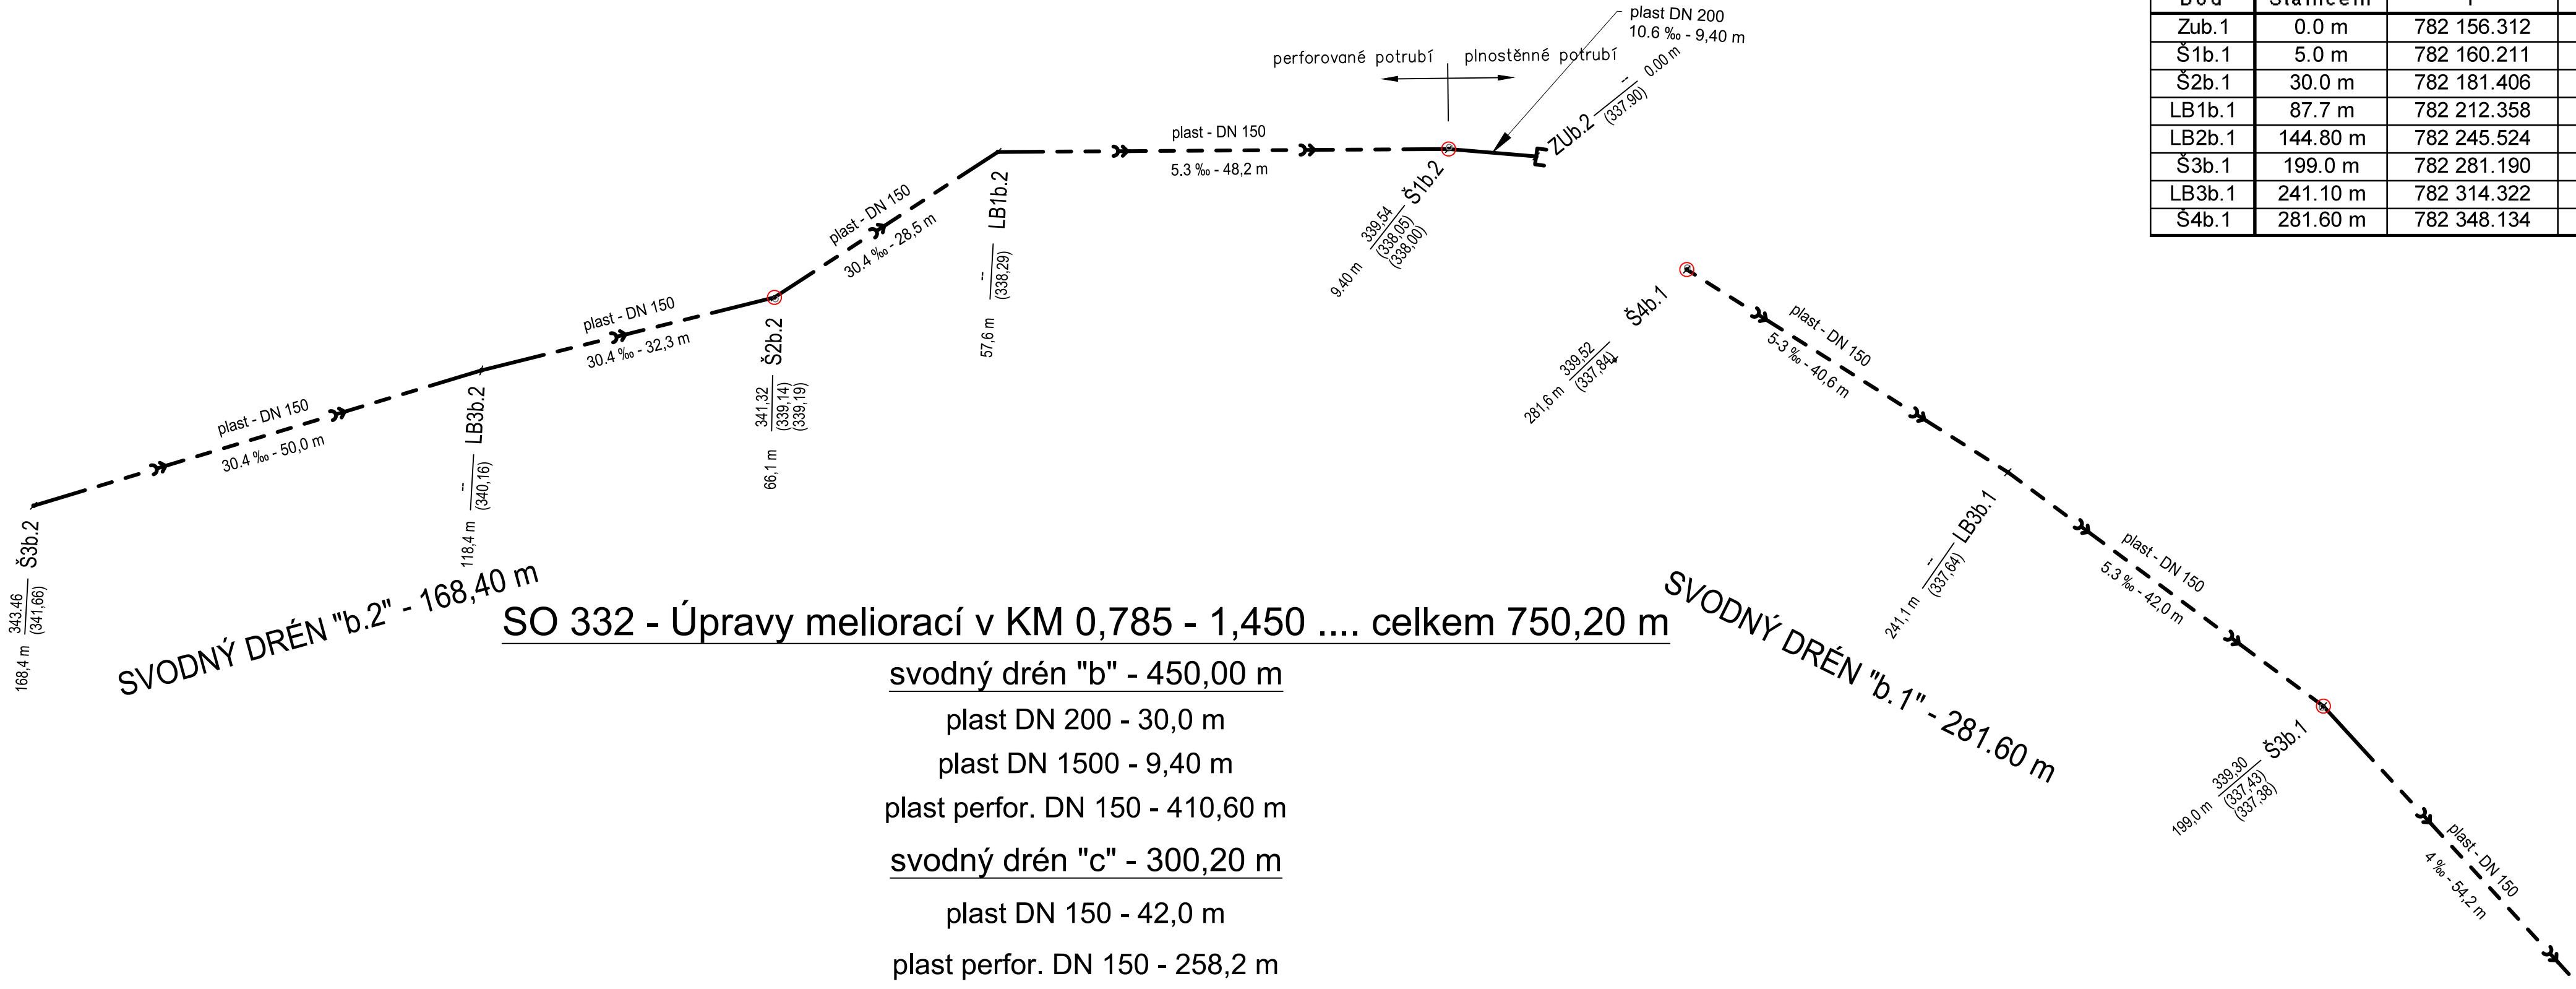 plast DN 200
10.6 ‰ - 9,40 m
perforované potrubí
plnostěnné potrubí
ZUb.2
--
0.00 m
(337.90)
plast - DN 150
5.3 ‰ - 48,2 m
Š1b.2
339,54
9.40 m
(338,05)
(338,00)
LB1b.2
--
57,6 m
(338,29)
plast - DN 150
30.4 ‰ - 28,5 m
Š2b.2
341,32
66,1 m
(339,14)
(339,19)
plast - DN 150
30.4 ‰ - 32,3 m
LB3b.2
--
118,4 m
(340,16)
plast - DN 150
30.4 ‰ - 50,0 m
Š3b.2
343.46
168,4 m
(341,66)
SVODNÝ DRÉN "b.2" - 168,40 m
Zub.1 0.0 m 782 156.312
Š1b.1 5.0 m 782 160.211
Š2b.1 30.0 m 782 181.406
LB1b.1 87.7 m 782 212.358
LB2b.1 144.80 m 782 245.524
Š3b.1 199.0 m 782 281.190
LB3b.1 241.10 m 782 314.322
Š4b.1 281.60 m 782 348.134
Š4b.1
339,52
281,6 m
(337,84)
plast - DN 150
5-3 ‰ - 40,6 m
LB3b.1
--
241,1 m
(337,64)
plast - DN 150
5.3 ‰ - 42,0 m
Š3b.1
339,30
199,0 m
(337,43)
(337,38)
plast - DN 150
4 ‰ - 54,2 m
SVODNÝ DRÉN "b.1" - 281.60 m
SO 332 - Úpravy meliorací v KM 0,785 - 1,450 .... celkem 750,20 m
svodný drén "b" - 450,00 m
plast DN 200 - 30,0 m
plast DN 1500 - 9,40 m
plast perfor. DN 150 - 410,60 m
svodný drén "c" - 300,20 m
plast DN 150 - 42,0 m
plast perfor. DN 150 - 258,2 m